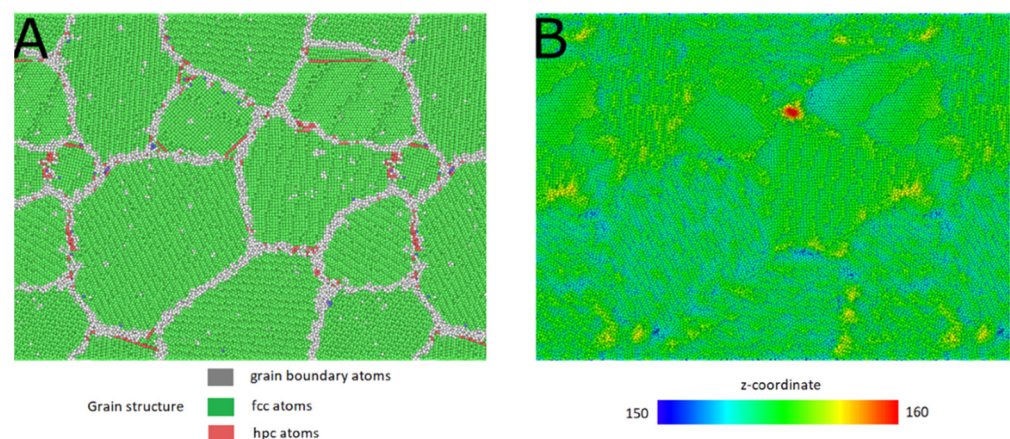 A
B
grain boundary atoms
Grain structure
fcc atoms
hpc atoms
z-coordinate
150
160